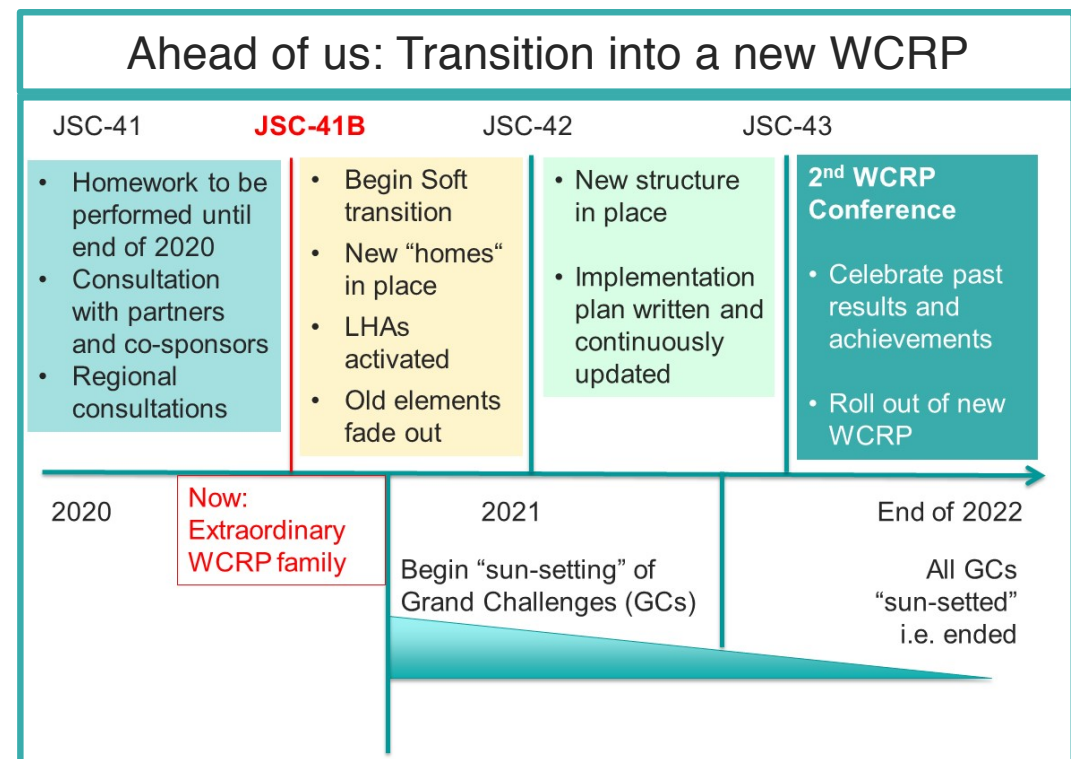 Ahead of us: Transition into a new WCRP
JSC-41
JSC-41B
JSC-42
JSC-43
• Homework to be
performed until
end of 2020
• Consultation
with partners
and co-sponsors
• Regional
consultations
• Begin Soft
transition
• New “homes“
in place
• LHAs
activated
• Old elements
fade out
• New structure
in place
• Implementation
plan written and
continuously
updated
2nd WCRP
Conference
• Celebrate past
results and
achievements
• Roll out of new
WCRP
2020
Now:
Extraordinary
WCRP family
2021
End of 2022
Begin “sun-setting” of
Grand Challenges (GCs)
All GCs
“sun-setted”
i.e. ended